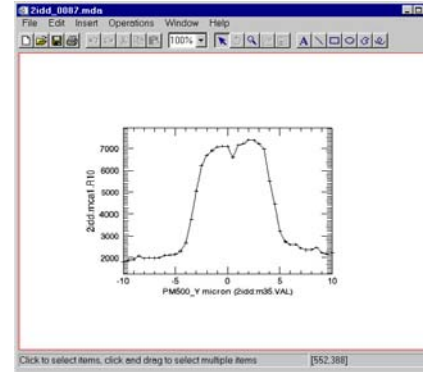 2idd_0087.mda
File Edit Insert Operations Window Help
100%
A
7000
6000
5000
4000
3000
2000
2idd:mca1.R10
-10 -5 0 5 10
PM500_Y micron (2idd:m35.VAL)
Click to select items, click and drag to select multiple items [552,388]